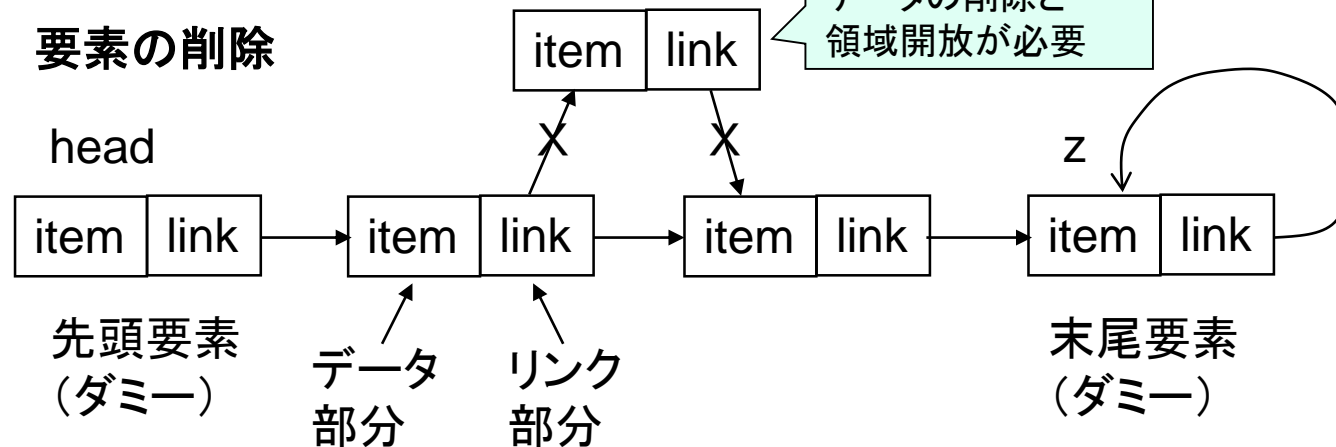 データの削除と
要素の削除
item link
領域開放が必要
head
X
X
z
item link
item link
item link
item link
先頭要素
(ダミー)
データ
部分
リンク
部分
末尾要素
(ダミー)